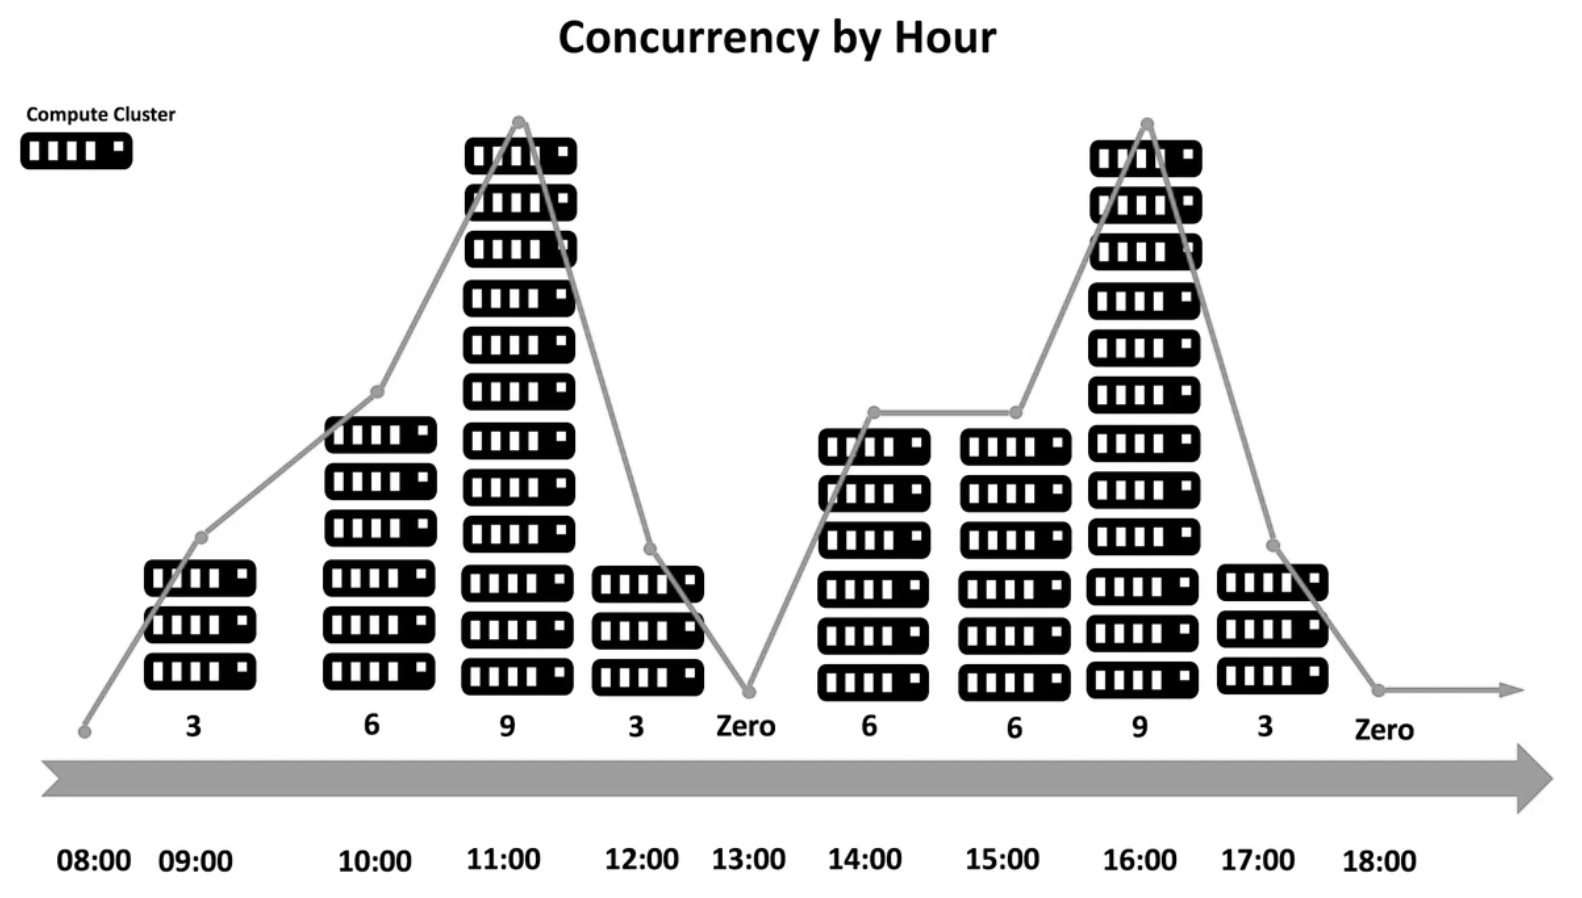 Concurrency by Hour
Compute Cluster
3 6 9 3 Zero 6 6 9 3 Zero
08:00 09:00 10:00 11:00 12:00 13:00 14:00 15:00 16:00 17:00 18:00